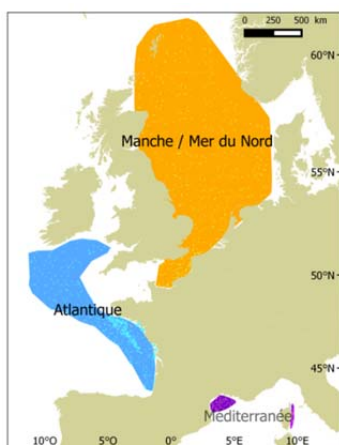 0 250 500 km
60°N
Manche / Mer du Nord
55°N
50°N
Atlantique
45°N
Méditerranée
10°O 5°O 0°O 5°E 10°E